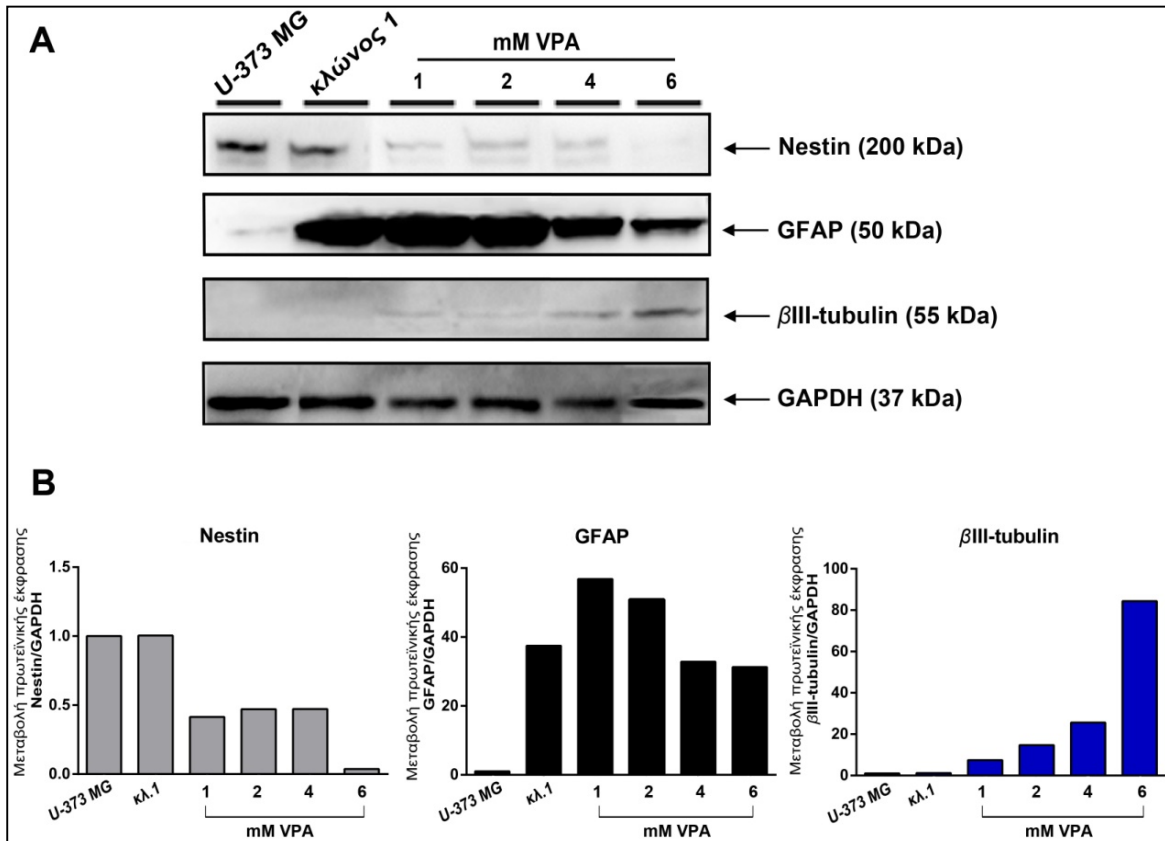 A
U-373 MG
κλώνος 1
mM VPA
1 2 4 6
Nestin (200 kDa)
GFAP (50 kDa)
βIII-tubulin (55 kDa)
GAPDH (37 kDa)
B
Nestin
Μεταβολή πρωτεϊνικής έκφρασης
Nestin/GAPDH
1.5
1.0
0.5
0.0
U-373 MG κλ.1 1 2 4 6
mM VPA
GFAP
Μεταβολή πρωτεϊνικής έκφρασης
GFAP/GAPDH
60
40
20
0
U-373 MG κλ.1 1 2 4 6
mM VPA
βIII-tubulin
Μεταβολή πρωτεϊνικής έκφρασης
βIII-tubulin/GAPDH
100
80
60
40
20
0
U-373 MG κλ.1 1 2 4 6
mM VPA